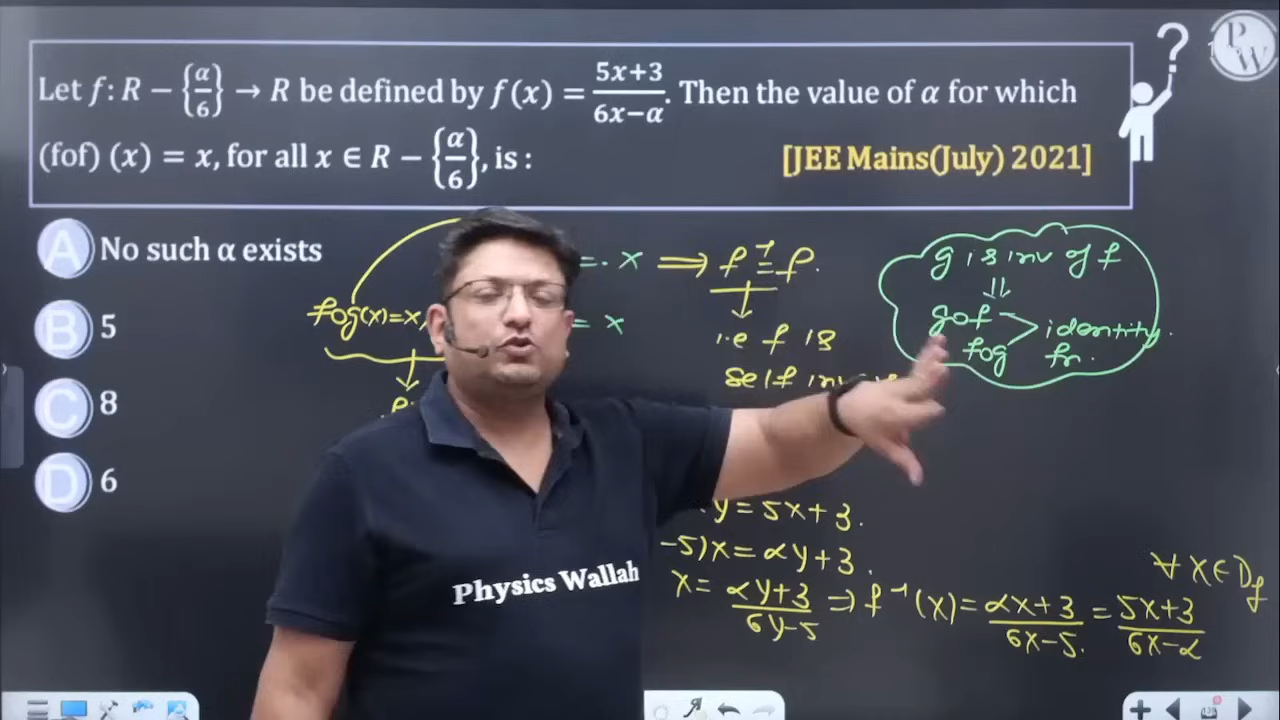 Let f: R − {α/6} → R be defined by f(x) = (5x+3)/(6x−α). Then the value of α for which
(fof) (x) = x, for all x ∈ R − {α/6}, is :
[JEE Mains(July) 2021]
PW
A No such α exists
B 5
C 8
D 6
fog(x)=x,
= x ⟹ f⁻¹ = f.
= x
i.e f is
self
g is inv of f
⇓
gof
fog > identity
fn.
y = 5x+3.
-5)x = αy+3.
x = (αy+3)/(6y-5) ⇒ f⁻¹(x) = (αx+3)/(6x-5) = (5x+3)/(6x-α)
∀ x∈D_f
Physics Wallah